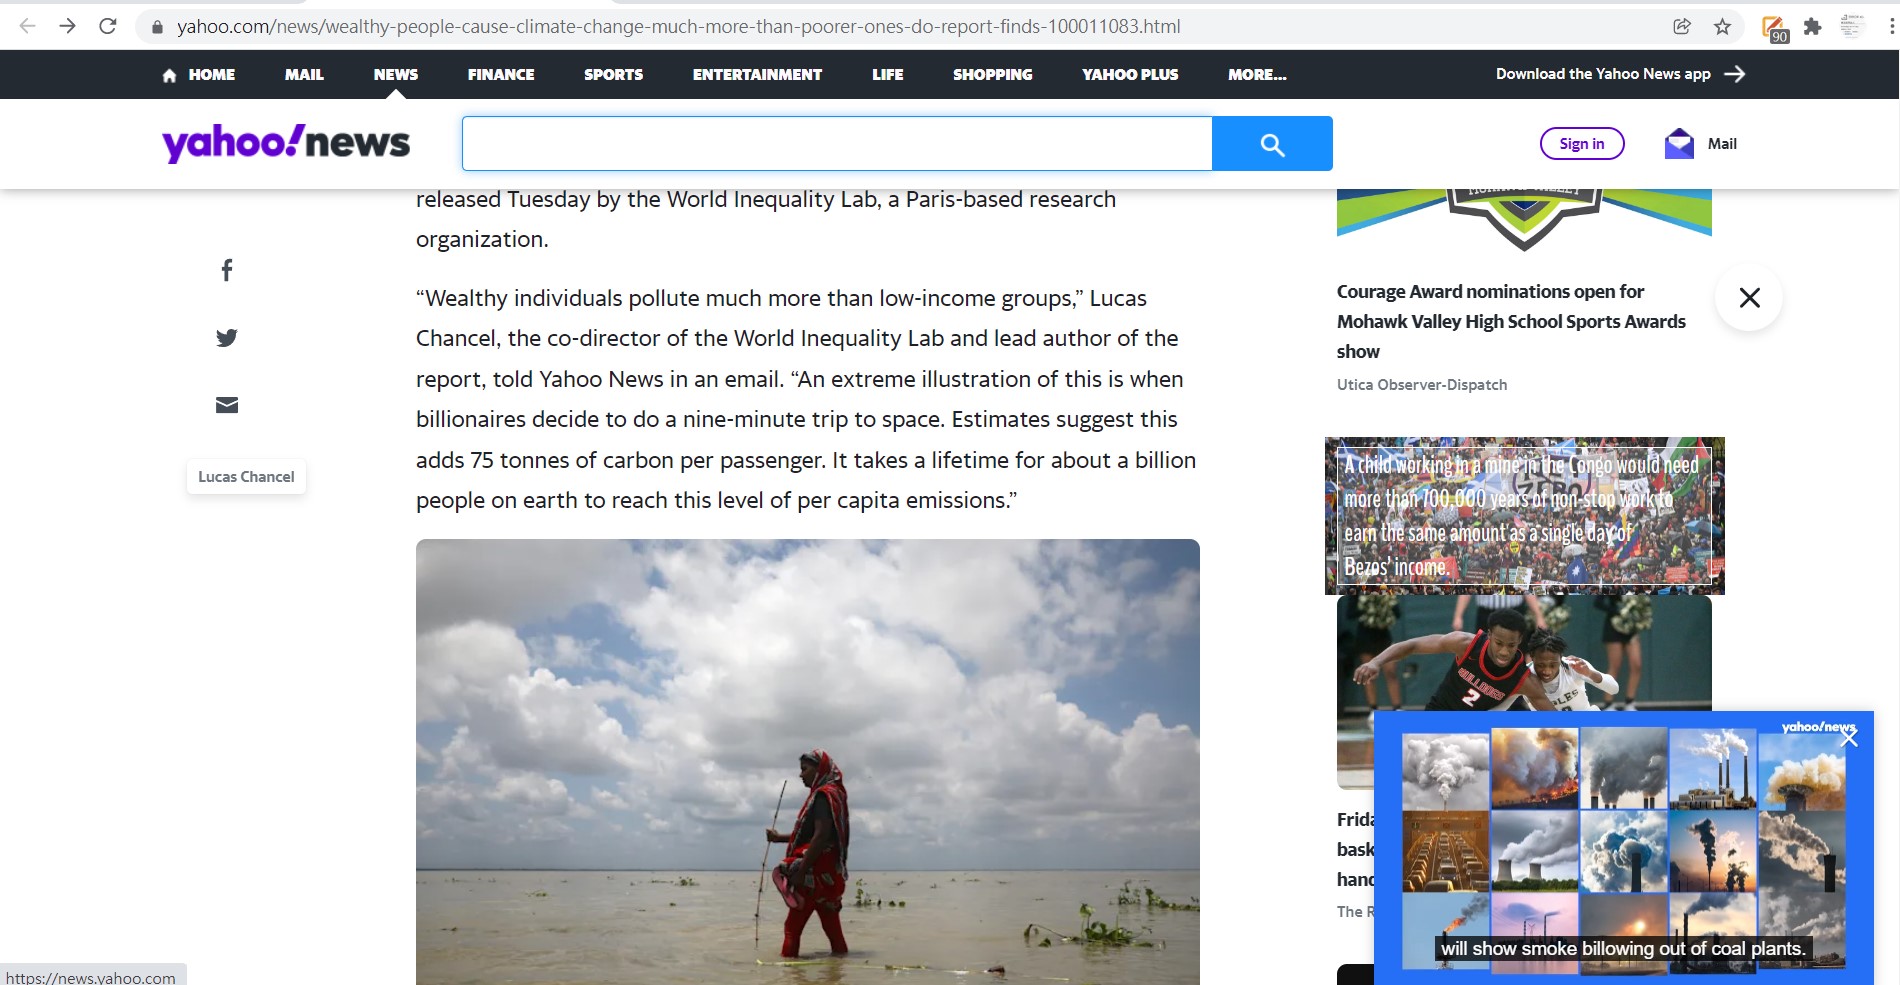 yahoo.com/news/wealthy-people-cause-climate-change-much-more-than-poorer-ones-do-report-finds-100011083.html
90
HOME MAIL NEWS FINANCE SPORTS ENTERTAINMENT LIFE SHOPPING YAHOO PLUS MORE... Download the Yahoo News app
yahoo!news
Sign in
Mail
released Tuesday by the World Inequality Lab, a Paris-based research
organization.
“Wealthy individuals pollute much more than low-income groups,” Lucas
Chancel, the co-director of the World Inequality Lab and lead author of the
report, told Yahoo News in an email. “An extreme illustration of this is when
billionaires decide to do a nine-minute trip to space. Estimates suggest this
adds 75 tonnes of carbon per passenger. It takes a lifetime for about a billion
people on earth to reach this level of per capita emissions.”
Lucas Chancel
VALLEY
Courage Award nominations open for
Mohawk Valley High School Sports Awards
show
Utica Observer-Dispatch
A child working in a mine in the Congo would need
more than 700,000 years of non-stop work to
earn the same amount as a single day of
Bezos' income.
BULLDOGS
2
Frida
bask
hand
The R
yahoo!news
will show smoke billowing out of coal plants.
https://news.yahoo.com